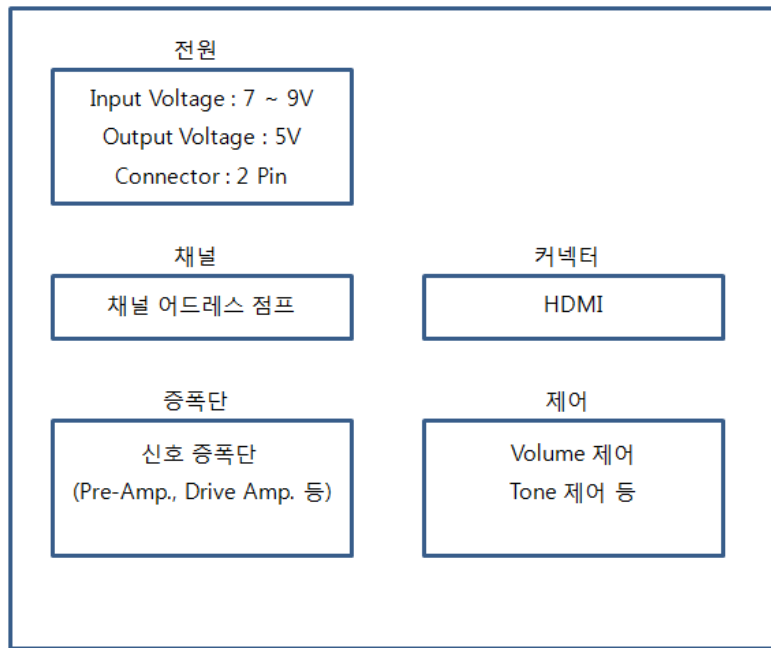 전원
Input Voltage : 7 ~ 9V
Output Voltage : 5V
Connector : 2 Pin
채널
채널 어드레스 점프
커넥터
HDMI
증폭단
신호 증폭단
(Pre-Amp., Drive Amp. 등)
제어
Volume 제어
Tone 제어 등